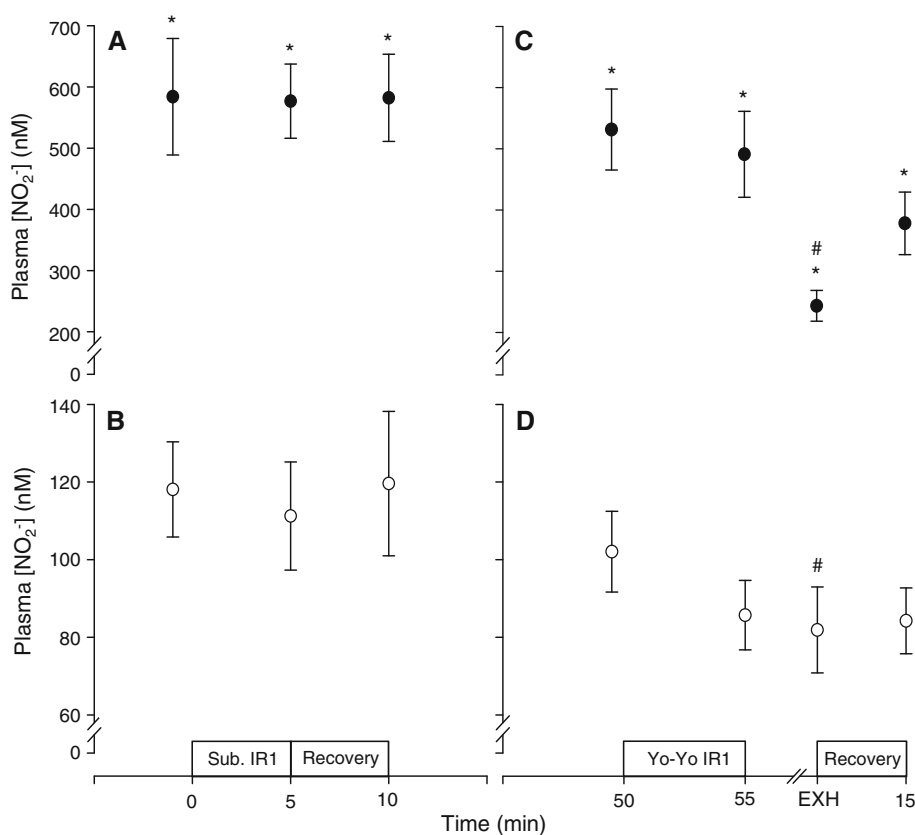 A
C
Plasma [NO2-] (nM)
700
600
500
400
300
200
0
*
*
*
*
*
#
*
*
B
D
Plasma [NO2-] (nM)
140
120
100
80
60
0
#
Sub. IR1
Recovery
Yo-Yo IR1
Recovery
0
5
10
50
55
EXH
15
Time (min)